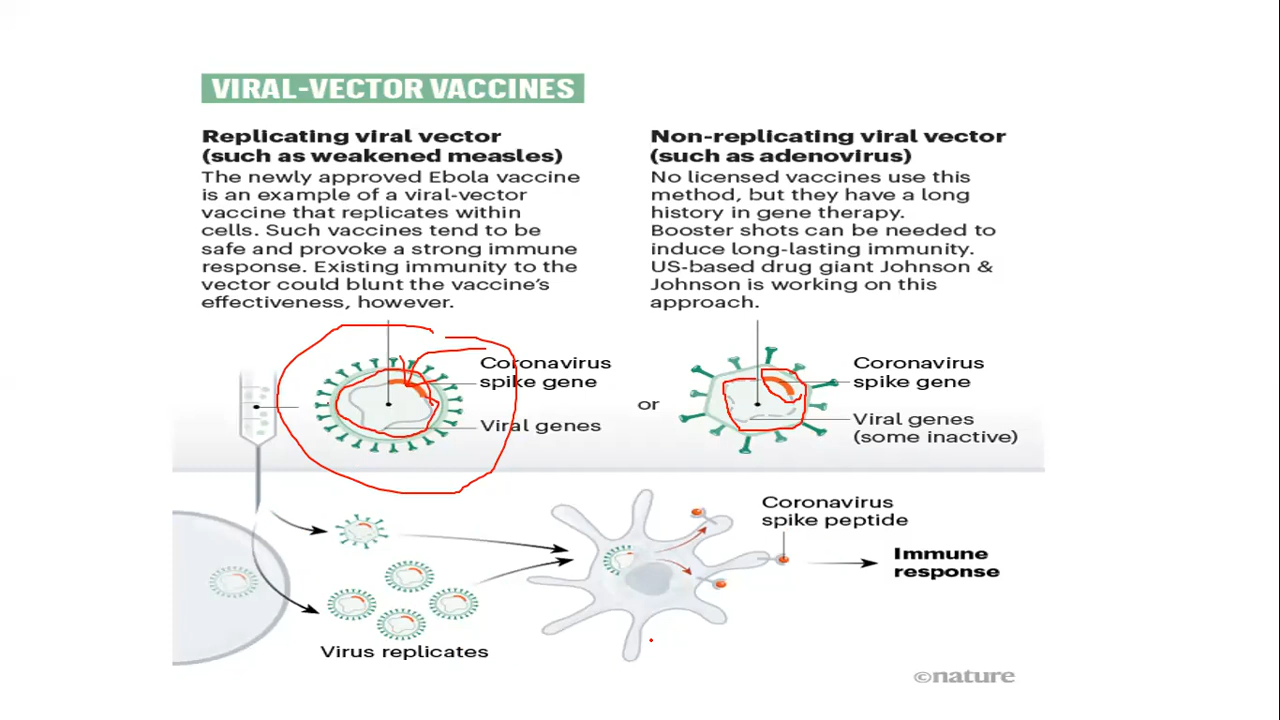 VIRAL-VECTOR VACCINES
Replicating viral vector
(such as weakened measles)
The newly approved Ebola vaccine
is an example of a viral-vector
vaccine that replicates within
cells. Such vaccines tend to be
safe and provoke a strong immune
response. Existing immunity to the
vector could blunt the vaccine's
effectiveness, however.
Non-replicating viral vector
(such as adenovirus)
No licensed vaccines use this
method, but they have a long
history in gene therapy.
Booster shots can be needed to
induce long-lasting immunity.
US-based drug giant Johnson &
Johnson is working on this
approach.
Coronavirus
spike gene
Viral genes
or
Coronavirus
spike gene
Viral genes
(some inactive)
Coronavirus
spike peptide
Immune
response
Virus replicates
©nature